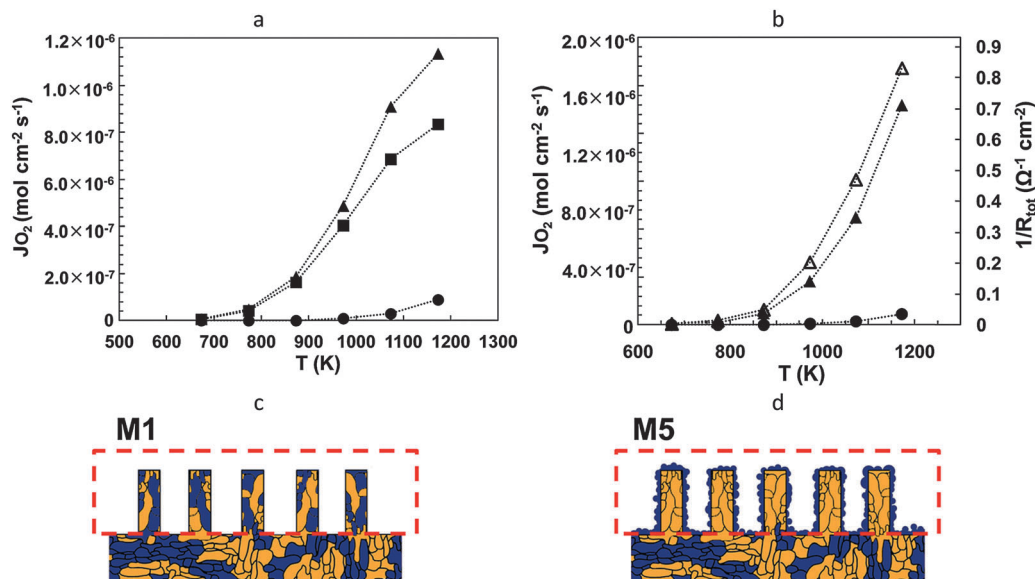 a
JO₂ (mol cm⁻² s⁻¹)
1.2×10⁻⁶
1.0×10⁻⁶
8.0×10⁻⁷
6.0×10⁻⁷
4.0×10⁻⁷
2.0×10⁻⁷
0
500 600 700 800 900 1000 1100 1200 1300
T (K)
b
JO₂ (mol cm⁻² s⁻¹)
2.0×10⁻⁶
1.6×10⁻⁶
1.2×10⁻⁶
8.0×10⁻⁷
4.0×10⁻⁷
0
600 800 1000 1200
T (K)
0.9
0.8
0.7
0.6
0.5
0.4
0.3
0.2
0.1
0
1/Rtot (Ω⁻¹ cm⁻²)
c
M1
d
M5